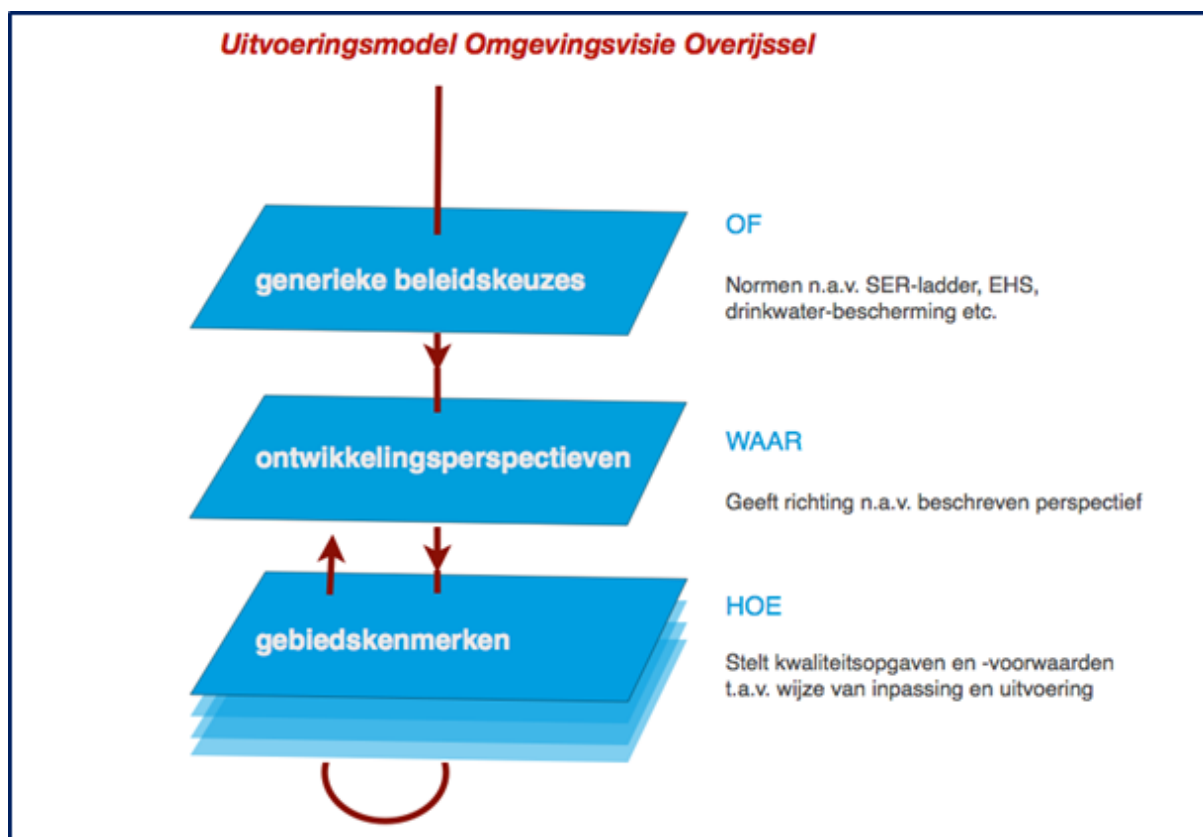 Uitvoeringsmodel Omgevingsvisie Overijssel
generieke beleidskeuzes
OF
Normen n.a.v. SER-ladder, EHS,
drinkwater-bescherming etc.
ontwikkelingsperspectieven
WAAR
Geeft richting n.a.v. beschreven perspectief
gebiedskenmerken
HOE
Stelt kwaliteitsopgaven en -voorwaarden
t.a.v. wijze van inpassing en uitvoering